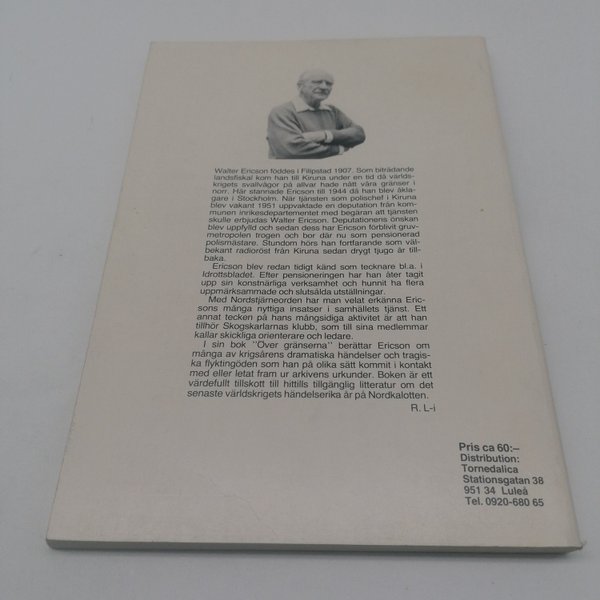 Walter Ericson föddes i Filipstad 1907. Som biträdande
landsfiskal kom han till Kiruna under en tid då världs-
krigets svallvågor på allvar hade nått våra gränser i
norr. Här stannade Ericson till 1944 då han blev åkla-
gare i Stockholm. När tjänsten som polischef i Kiruna
blev vakant 1951 uppvaktade en deputation från kom-
munen inrikesdepartementet med begäran att tjänsten
skulle erbjudas Walter Ericson. Deputationens önskan
blev uppfylld och sedan dess har Ericson förblivit gruv-
metropolen trogen och bor där nu som pensionerad
polismästare. Stundom hörs han fortfarande som väl-
bekant radioröst från Kiruna sedan drygt tjugo år till-
baka.
Ericson blev redan tidigt känd som tecknare bl.a. i
Idrottsbladet. Efter pensioneringen har han åter tagit
upp sin konstnärliga verksamhet och hunnit ha flera
uppmärksammade och slutsålda utställningar.
Med Nordstjärneorden har man velat erkänna Eric-
sons många nyttiga insatser i samhällets tjänst. Ett
annat tecken på hans mångsidiga aktivitet är att han
tillhör Skogskarlarnas klubb, som till sina medlemmar
kallar skickliga orienterare och ledare.
I sin bok "Över gränserna" berättar Ericson om
många av krigsårens dramatiska händelser och tragis-
ka flyktingöden som han på olika sätt kommit i kontakt
med eller letat fram ur arkivens urkunder. Boken är ett
värdefullt tillskott till hittills tillgänglig litteratur om det
senaste världskrigets händelserika år på Nordkalotten.
R. L-i
Pris ca 60:–
Distribution:
Tornedalica
Stationsgatan 38
951 34 Luleå
Tel. 0920-680 65